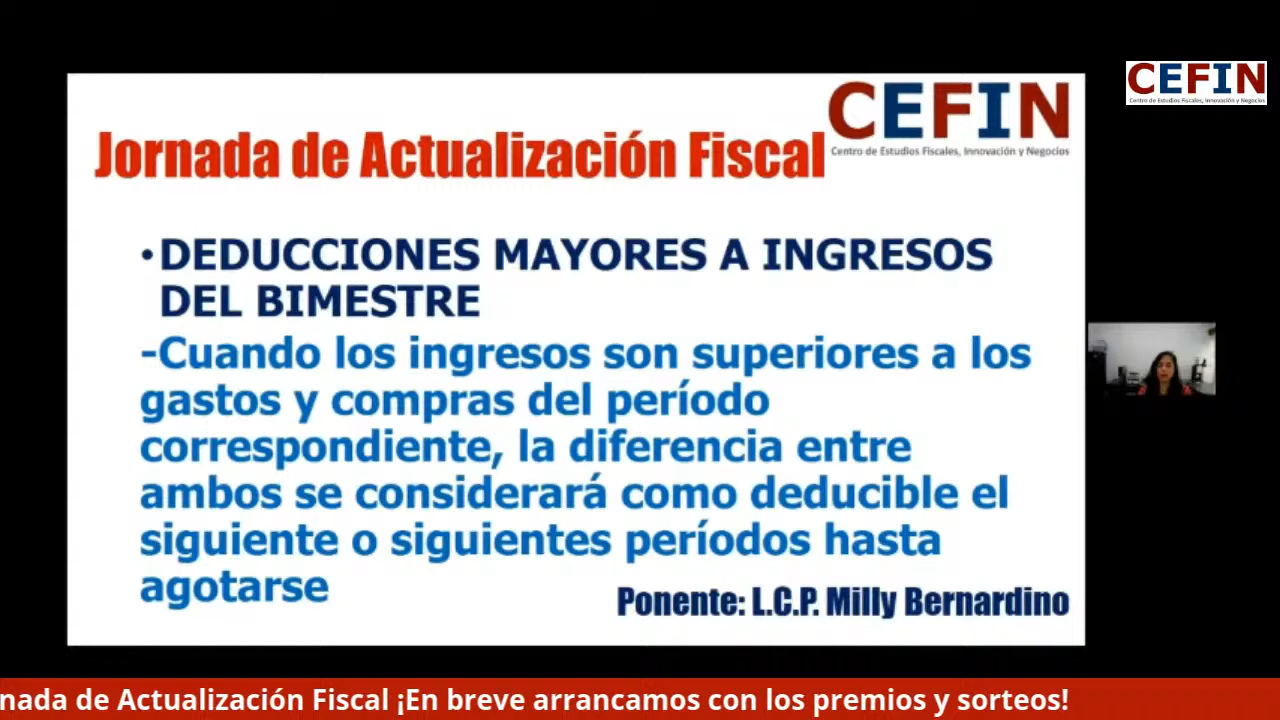 CEFIN
Centro de Estudios Fiscales, Innovación y Negocios
CEFIN
Centro de Estudios Fiscales, Innovación y Negocios
Jornada de Actualización Fiscal
•DEDUCCIONES MAYORES A INGRESOS
DEL BIMESTRE
-Cuando los ingresos son superiores a los
gastos y compras del período
correspondiente, la diferencia entre
ambos se considerará como deducible el
siguiente o siguientes períodos hasta
agotarse
Ponente: L.C.P. Milly Bernardino
nada de Actualización Fiscal ¡En breve arrancamos con los premios y sorteos!